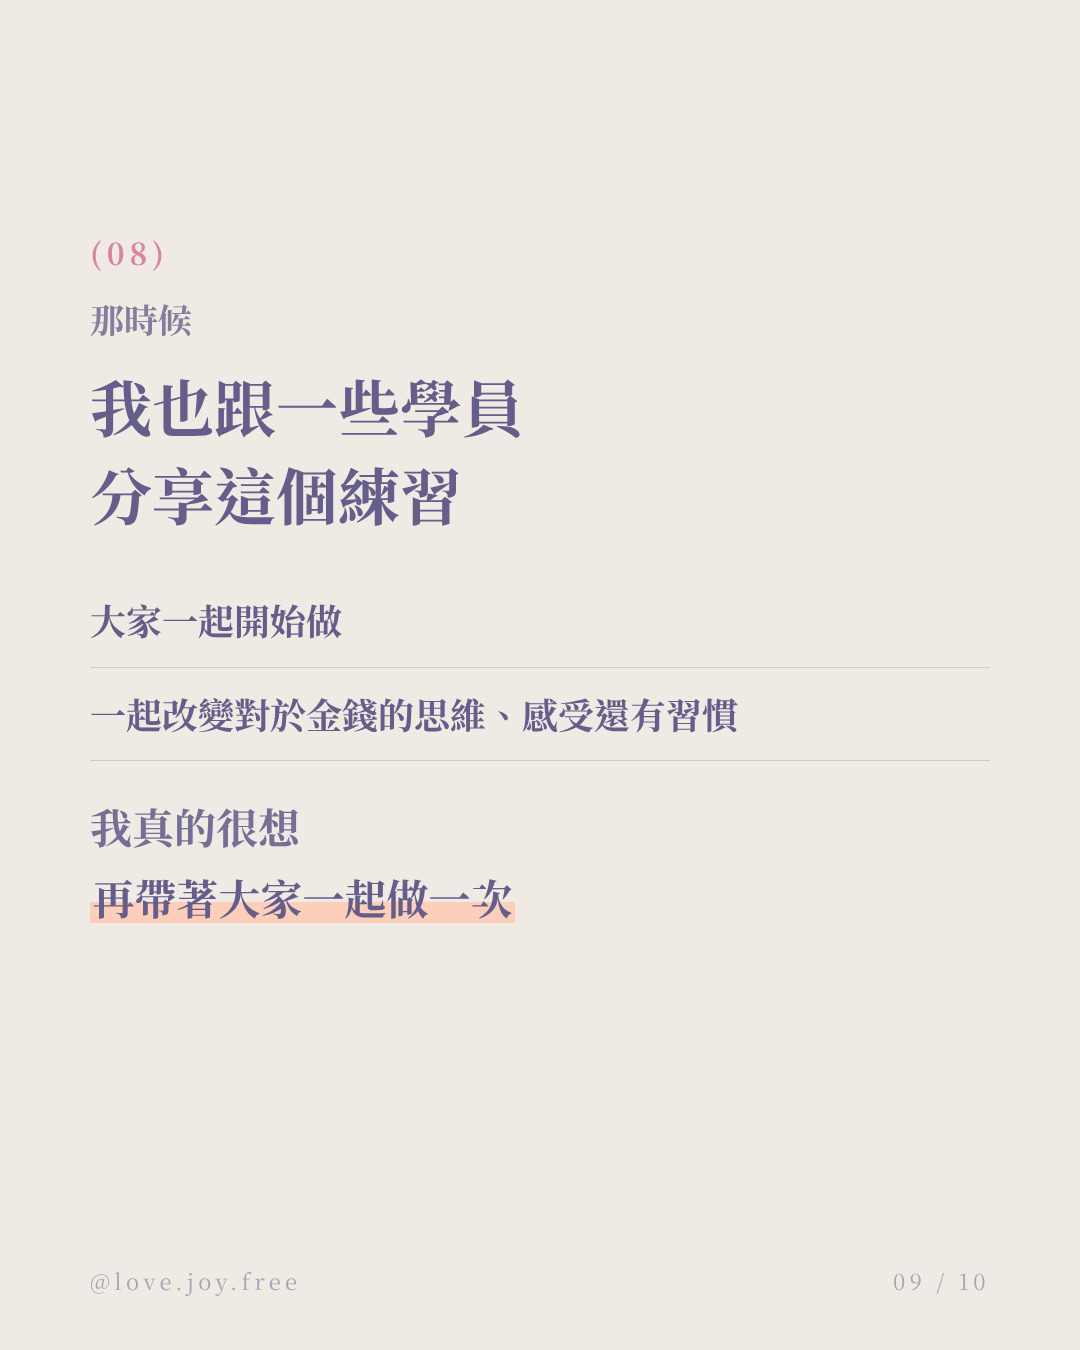 (08)
那時候
我也跟一些學員
分享這個練習
大家一起開始做
一起改變對於金錢的思維、感受還有習慣
我真的很想
再帶著大家一起做一次
@love.joy.free
09 / 10